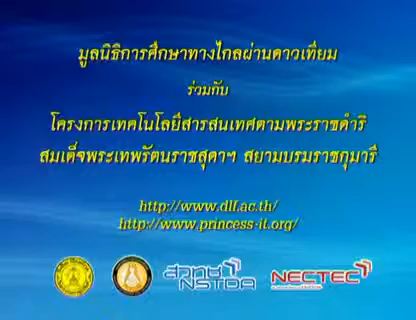 มูลนิธิการศึกษาทางไกลผ่านดาวเทียม
ร่วมกับ
โครงการเทคโนโลยีสารสนเทศตามพระราชดำริ
สมเด็จพระเทพรัตนราชสุดาฯ สยามบรมราชกุมารี
http://www.dlf.ac.th/
http://www.princess-it.org/
สวทช NECTEC
NSTDA